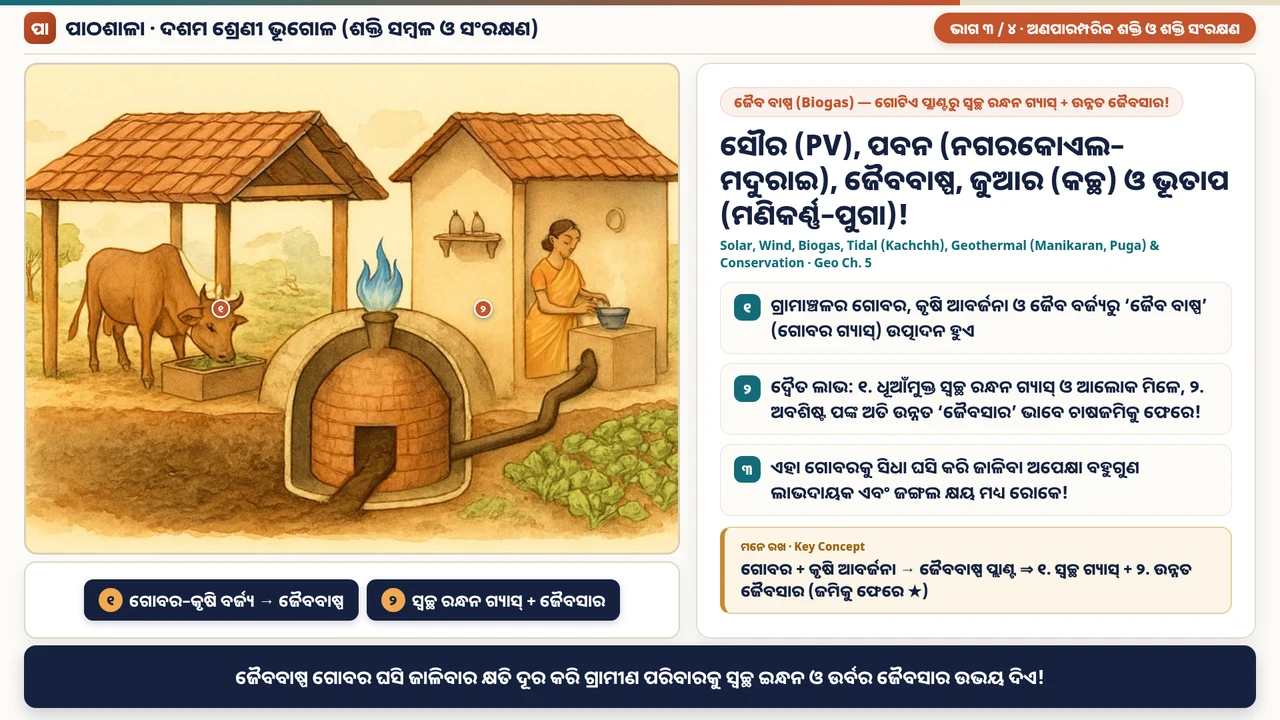 ପା
ପାଠଶାଳା · ଦଶମ ଶ୍ରେଣୀ ଭୂଗୋଳ (ଶକ୍ତି ସମ୍ବଳ ଓ ସଂରକ୍ଷଣ)
ଭାଗ ୩ / ୪ · ଅଣପାରମ୍ପରିକ ଶକ୍ତି ଓ ଶକ୍ତି ସଂରକ୍ଷଣ
୧
୨
୧ ଗୋବର-କୃଷି ବର୍ଜ୍ୟ → ଜୈବବାଷ୍ପ
୨ ସ୍ୱଚ୍ଛ ରନ୍ଧନ ଗ୍ୟାସ୍ + ଜୈବସାର
ଜୈବ ବାଷ୍ପ (Biogas) — ଗୋଟିଏ ପ୍ଲାଣ୍ଟରୁ ସ୍ୱଚ୍ଛ ରନ୍ଧନ ଗ୍ୟାସ୍ + ଉନ୍ନତ ଜୈବସାର!
ସୌର (PV), ପବନ (ନଗରକୋଏଲ-
ମଦୁରାଇ), ଜୈବବାଷ୍ପ, ଜୁଆର (କଚ୍ଛ) ଓ ଭୂତାପ
(ମଣିକର୍ଣ୍ଣ-ପୁଗା)!
Solar, Wind, Biogas, Tidal (Kachchh), Geothermal (Manikaran, Puga) &
Conservation · Geo Ch. 5
୧ ଗ୍ରାମାଞ୍ଚଳର ଗୋବର, କୃଷି ଆବର୍ଜନା ଓ ଜୈବ ବର୍ଜ୍ୟରୁ ‘ଜୈବ ବାଷ୍ପ’
(ଗୋବର ଗ୍ୟାସ୍) ଉତ୍ପାଦନ ହୁଏ
୨ ଦ୍ୱୈତ ଲାଭ: ୧. ଧୂଆଁମୁକ୍ତ ସ୍ୱଚ୍ଛ ରନ୍ଧନ ଗ୍ୟାସ୍ ଓ ଆଲୋକ ମିଳେ, ୨.
ଅବଶିଷ୍ଟ ପଙ୍କ ଅତି ଉନ୍ନତ ‘ଜୈବସାର’ ଭାବେ ଚାଷଜମିକୁ ଫେରେ!
୩ ଏହା ଗୋବରକୁ ସିଧା ଘସି କରି ଜାଳିବା ଅପେକ୍ଷା ବହୁଗୁଣ
ଲାଭଦାୟକ ଏବଂ ଜଙ୍ଗଲ କ୍ଷୟ ମଧ୍ୟ ରୋକେ!
ମନେ ରଖ · Key Concept
ଗୋବର + କୃଷି ଆବର୍ଜନା → ଜୈବବାଷ୍ପ ପ୍ଲାଣ୍ଟ ⇒ ୧. ସ୍ୱଚ୍ଛ ଗ୍ୟାସ୍ + ୨. ଉନ୍ନତ
ଜୈବସାର (ଜମିକୁ ଫେରେ ★)
ଜୈବବାଷ୍ପ ଗୋବର ଘସି ଜାଳିବାର କ୍ଷତି ଦୂର କରି ଗ୍ରାମୀଣ ପରିବାରକୁ ସ୍ୱଚ୍ଛ ଇନ୍ଧନ ଓ ଉର୍ବର ଜୈବସାର ଉଭୟ ଦିଏ!